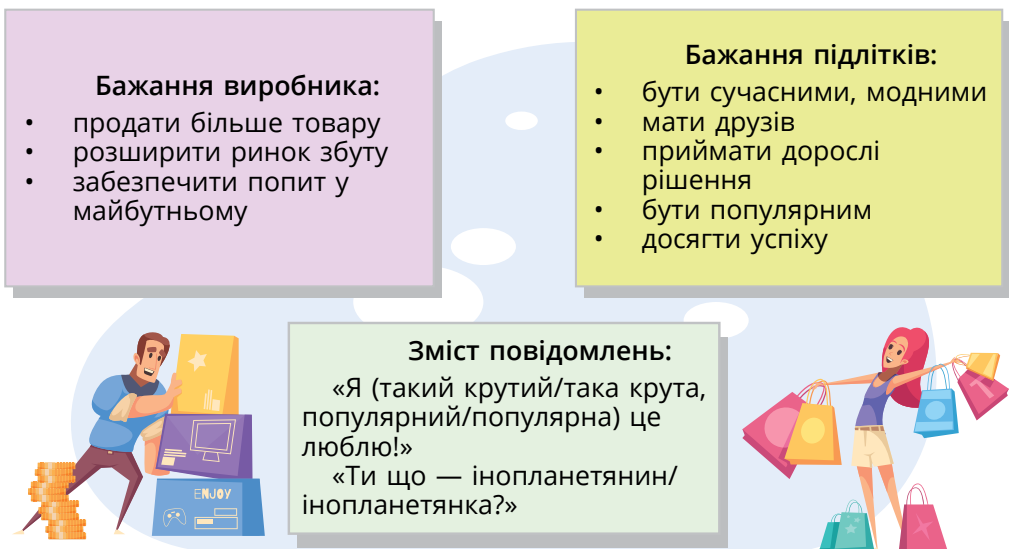 Бажання виробника:
• продати більше товару
• розширити ринок збуту
• забезпечити попит у
майбутньому
Бажання підлітків:
• бути сучасними, модними
• мати друзів
• приймати дорослі
рішення
• бути популярним
• досягти успіху
Зміст повідомлень:
«Я (такий крутий/така крута,
популярний/популярна) це
люблю!»
«Ти що — інопланетянин/
інопланетянка?»
ENJOY